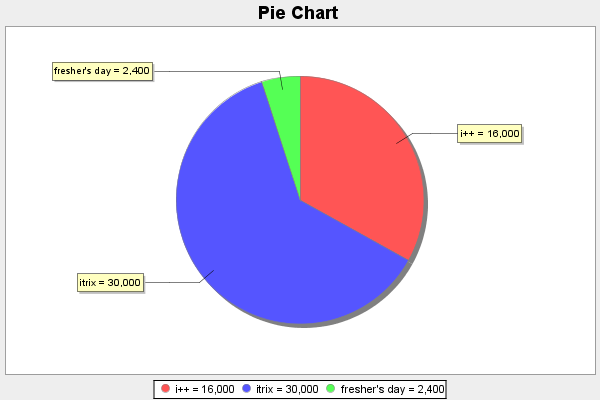 Pie Chart
fresher's day = 2,400
i++ = 16,000
itrix = 30,000
i++ = 16,000 itrix = 30,000 fresher's day = 2,400